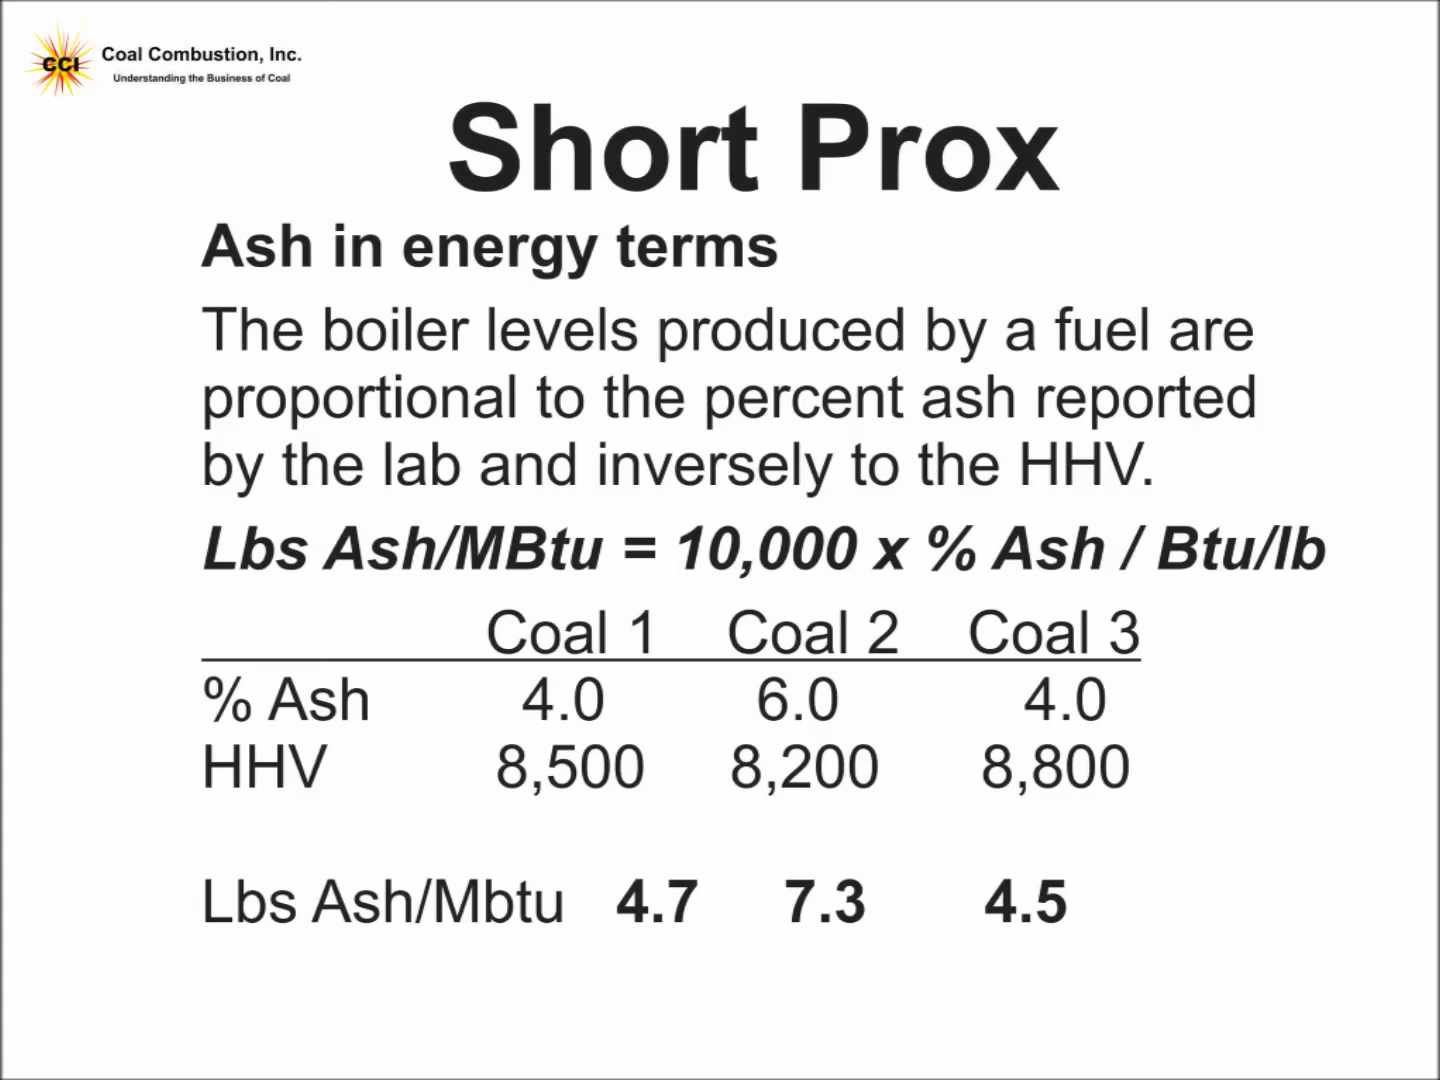 CCI
Coal Combustion, Inc.
Understanding the Business of Coal
Short Prox
Ash in energy terms
The boiler levels produced by a fuel are
proportional to the percent ash reported
by the lab and inversely to the HHV.
Lbs Ash/MBtu = 10,000 x % Ash / Btu/lb
Coal 1 Coal 2 Coal 3
% Ash 4.0 6.0 4.0
HHV 8,500 8,200 8,800
Lbs Ash/Mbtu 4.7 7.3 4.5